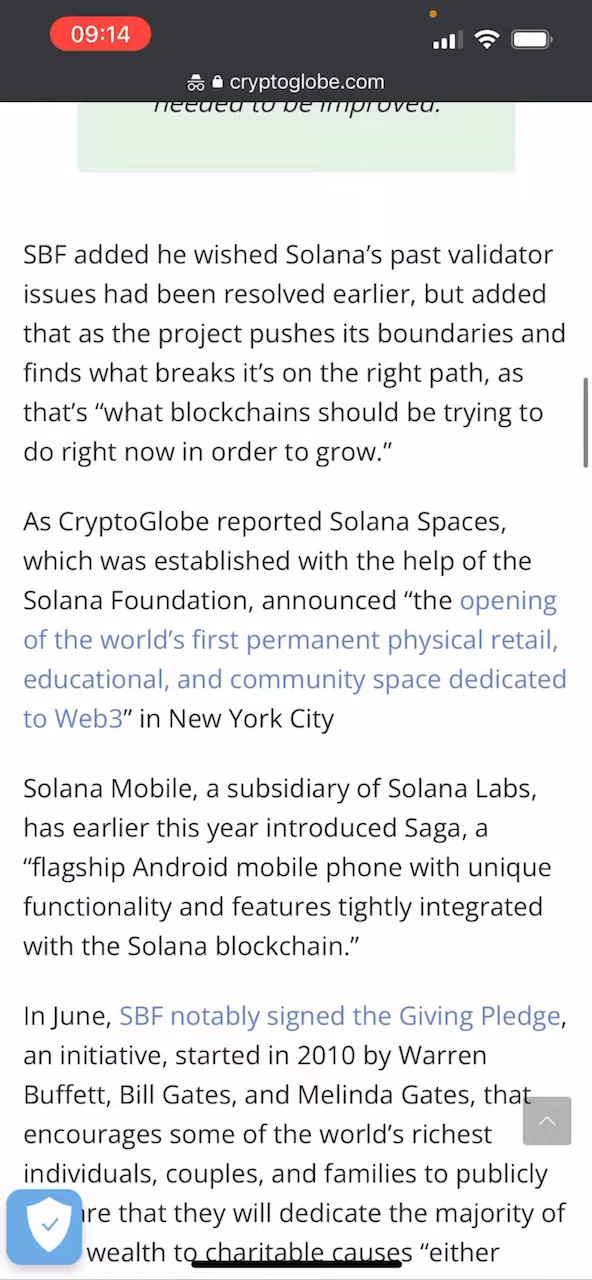 09:14
cryptoglobe.com
needed to be improved.
SBF added he wished Solana’s past validator
issues had been resolved earlier, but added
that as the project pushes its boundaries and
finds what breaks it’s on the right path, as
that’s “what blockchains should be trying to
do right now in order to grow.”
As CryptoGlobe reported Solana Spaces,
which was established with the help of the
Solana Foundation, announced “the opening
of the world’s first permanent physical retail,
educational, and community space dedicated
to Web3” in New York City
Solana Mobile, a subsidiary of Solana Labs,
has earlier this year introduced Saga, a
“flagship Android mobile phone with unique
functionality and features tightly integrated
with the Solana blockchain.”
In June, SBF notably signed the Giving Pledge,
an initiative, started in 2010 by Warren
Buffett, Bill Gates, and Melinda Gates, that
encourages some of the world’s richest
individuals, couples, and families to publicly
that they will dedicate the majority of
wealth to charitable causes “either